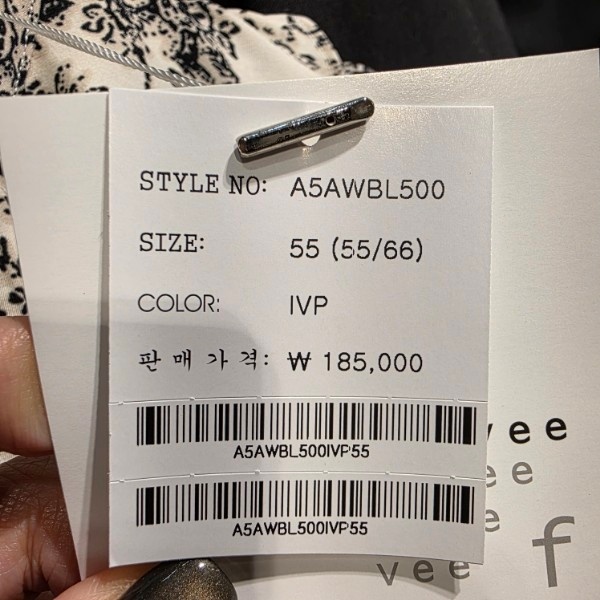 STYLE NO: A5AWBL500
SIZE: 55 (55/66)
COLOR: IVP
판매가격: ₩ 185,000
A5AWBL500IVP55
A5AWBL500IVP55
vee
ee
e
vee f